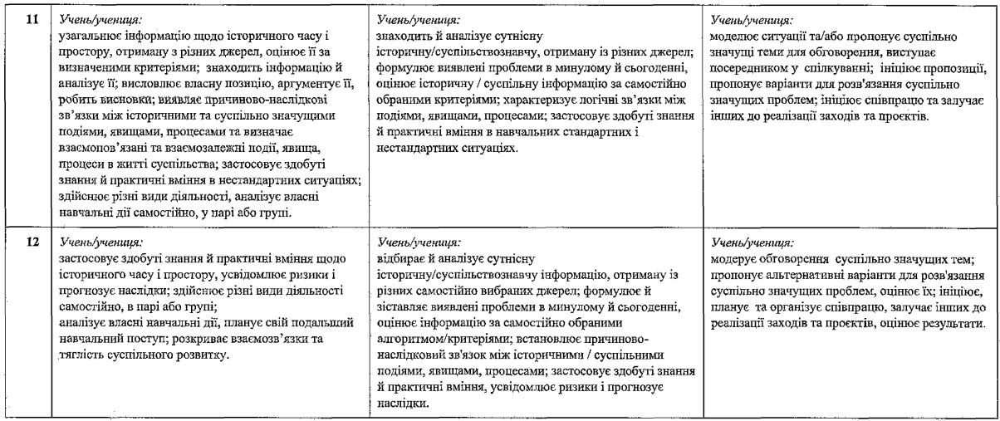 11
Учень/учениця:
узагальнює інформацію щодо історичного часу і
простору, отриману з різних джерел, оцінює її за
визначеними критеріями; знаходить інформацію й
аналізує її; висловлює власну позицію, аргументує її,
робить висновки; виявляє причиново-наслідкові
зв’язки між історичними та суспільно значущими
подіями, явищами, процесами та визначає
взаємопов’язані та взаємозалежні події, явища,
процеси в житті суспільства; застосовує здобуті
знання й практичні вміння в нестандартних ситуаціях;
здійснює різні види діяльності, аналізує власні
навчальні дії самостійно, у парі або групі.
Учень/учениця:
знаходить й аналізує сутнісну
історичну/суспільствознавчу, отриману із різних джерел;
формулює виявлені проблеми в минулому й сьогоденні,
оцінює історичну / суспільну інформацію за самостійно
обраними критеріями; характеризує логічні зв’язки між
подіями, явищами, процесами; застосовує здобуті знання
й практичні вміння в навчальних стандартних і
нестандартних ситуаціях.
Учень/учениця:
моделює ситуації та/або пропонує суспільно
значущі теми для обговорення, виступає
посередником у спілкуванні; ініціює пропозиції,
пропонує варіанти для розв'язання суспільно
значущих проблем; ініціює співпрацю та залучає
інших до реалізації заходів та проєктів.
12
Учень/учениця:
застосовує здобуті знання й практичні вміння щодо
історичного часу і простору, усвідомлює ризики і
прогнозує наслідки; здійснює різні види діяльності
самостійно, в парі або групі;
аналізує власні навчальні дії, планує свій подальший
навчальний поступ; розкриває взаємозв’язки та
тяглість суспільного розвитку.
Учень/учениця:
відбирає й аналізує сутнісну
історичну/суспільствознавчу інформацію, отриману із
різних самостійно вибраних джерел; формулює й
зіставляє виявлені проблеми в минулому й сьогоденні,
оцінює інформацію за самостійно обраними
алгоритмом/критеріями; встановлює причиново-
наслідковий зв'язок між історичними / суспільними
подіями, явищами, процесами; застосовує здобуті знання
й практичні вміння, усвідомлює ризики і прогнозує
наслідки.
Учень/учениця:
модерує обговорення суспільно значущих тем;
пропонує альтернативні варіанти для розв'язання
суспільно значущих проблем, оцінює їх; ініціює,
планує та організує співпрацю, залучає інших до
реалізації заходів та проєктів, оцінює результати.